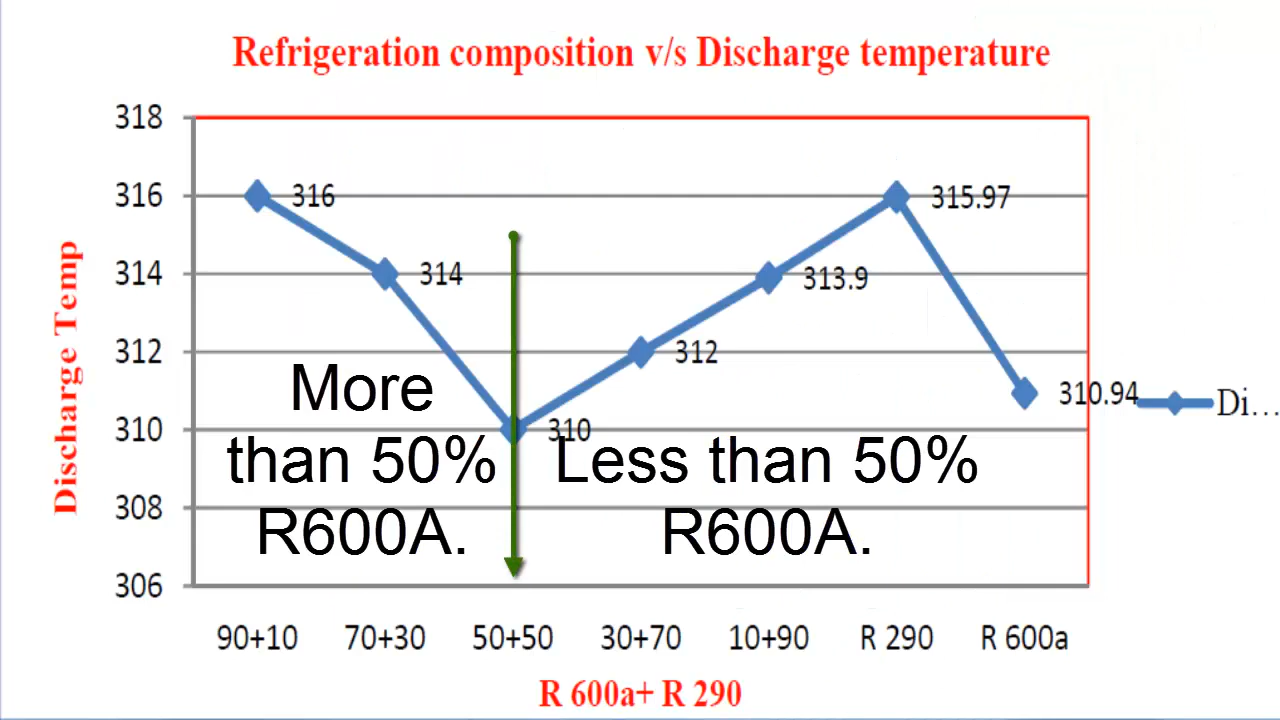 Refrigeration composition v/s Discharge temperature
318
316
314
312
310
308
306
Discharge Temp
316
314
310
312
313.9
315.97
310.94
Di...
More
than 50%
R600A.
Less than 50%
R600A.
90+10 70+30 50+50 30+70 10+90 R 290 R 600a
R 600a+ R 290